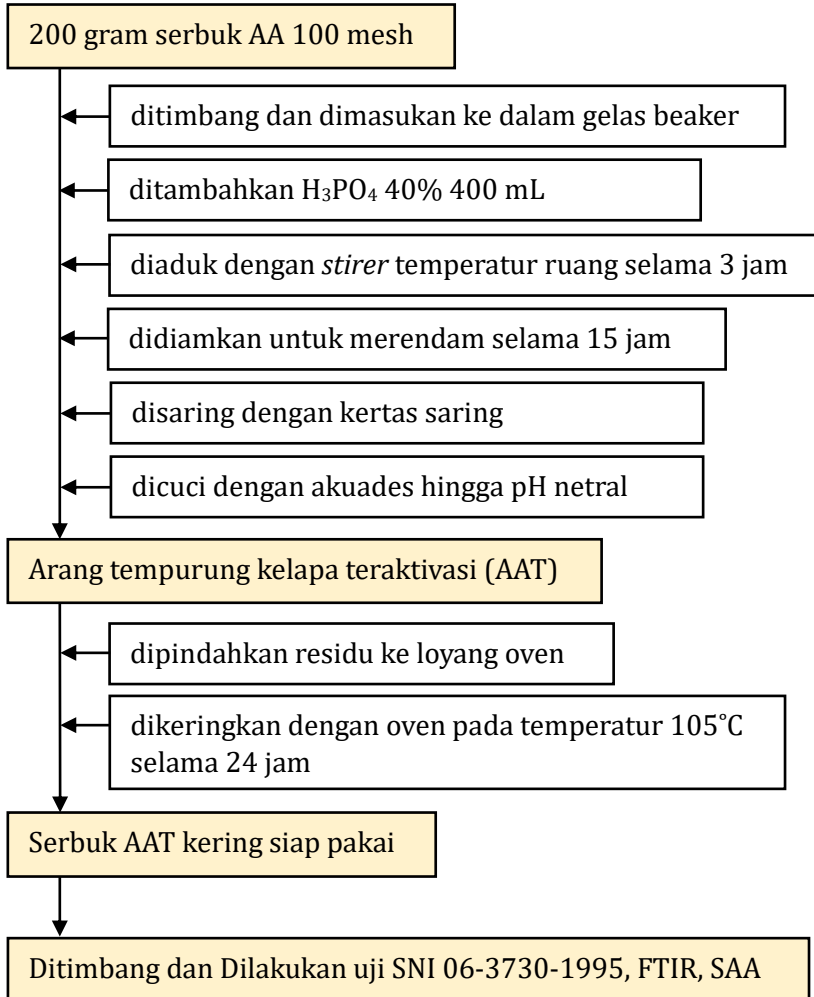 200 gram serbuk AA 100 mesh
ditimbang dan dimasukan ke dalam gelas beaker
ditambahkan H₃PO₄ 40% 400 mL
diaduk dengan stirer temperatur ruang selama 3 jam
didiamkan untuk merendam selama 15 jam
disaring dengan kertas saring
dicuci dengan akuades hingga pH netral
Arang tempurung kelapa teraktivasi (AAT)
dipindahkan residu ke loyang oven
dikeringkan dengan oven pada temperatur 105°C
selama 24 jam
Serbuk AAT kering siap pakai
Ditimbang dan Dilakukan uji SNI 06-3730-1995, FTIR, SAA